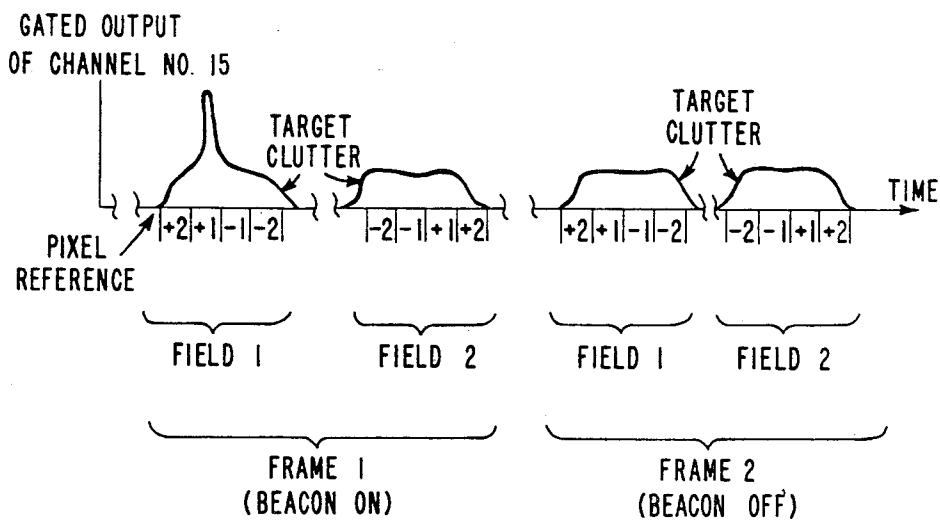 GATED OUTPUT
OF CHANNEL NO. 15
TARGET
CLUTTER
TARGET
CLUTTER
TIME
+2 +1 -1 -2
-2 -1 +1 +2
+2 +1 -1 -2
-2 -1 +1 +2
PIXEL
REFERENCE
FIELD 1
FIELD 2
FIELD 1
FIELD 2
FRAME 1
(BEACON ON)
FRAME 2
(BEACON OFF)